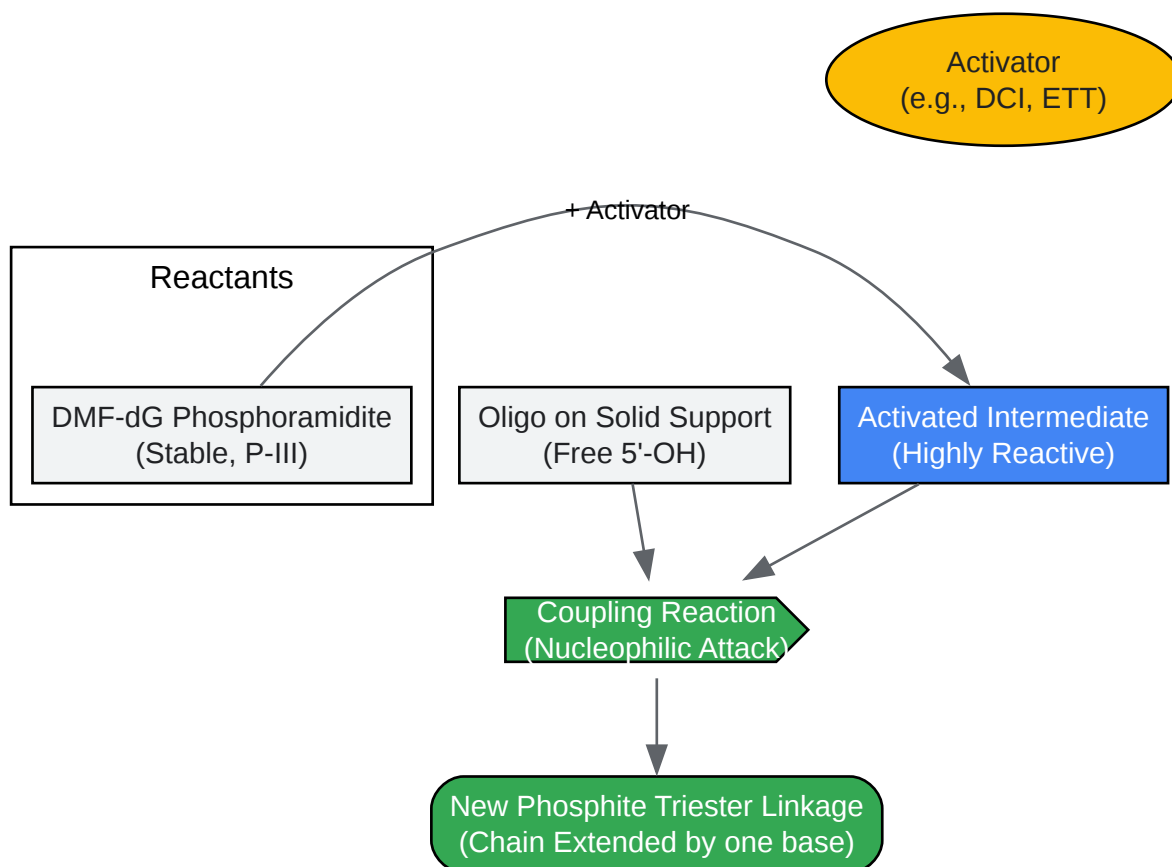 Activator
(e.g., DCI, ETT)
+ Activator
Reactants
DMF-dG Phosphoramidite
(Stable, P-III)
Oligo on Solid Support
(Free 5'-OH)
Activated Intermediate
(Highly Reactive)
Coupling Reaction
(Nucleophilic Attack)
New Phosphite Triester Linkage
(Chain Extended by one base)